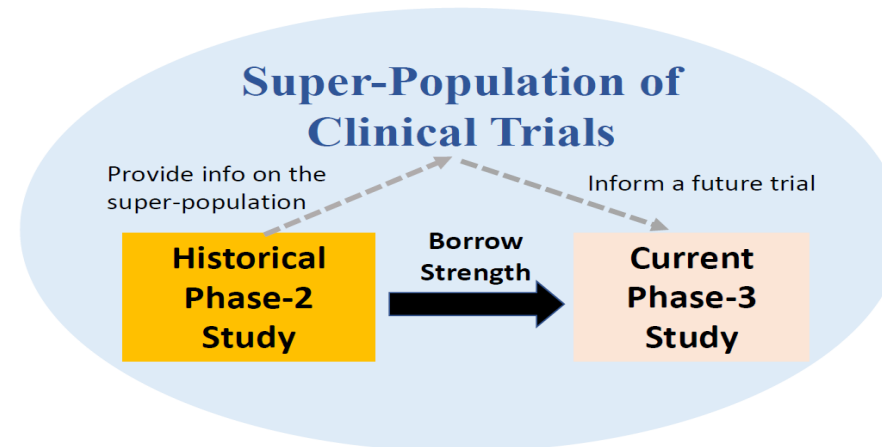 Super-Population of
Clinical Trials
Provide info on the
super-population
Inform a future trial
Historical
Phase-2
Study
Borrow
Strength
Current
Phase-3
Study